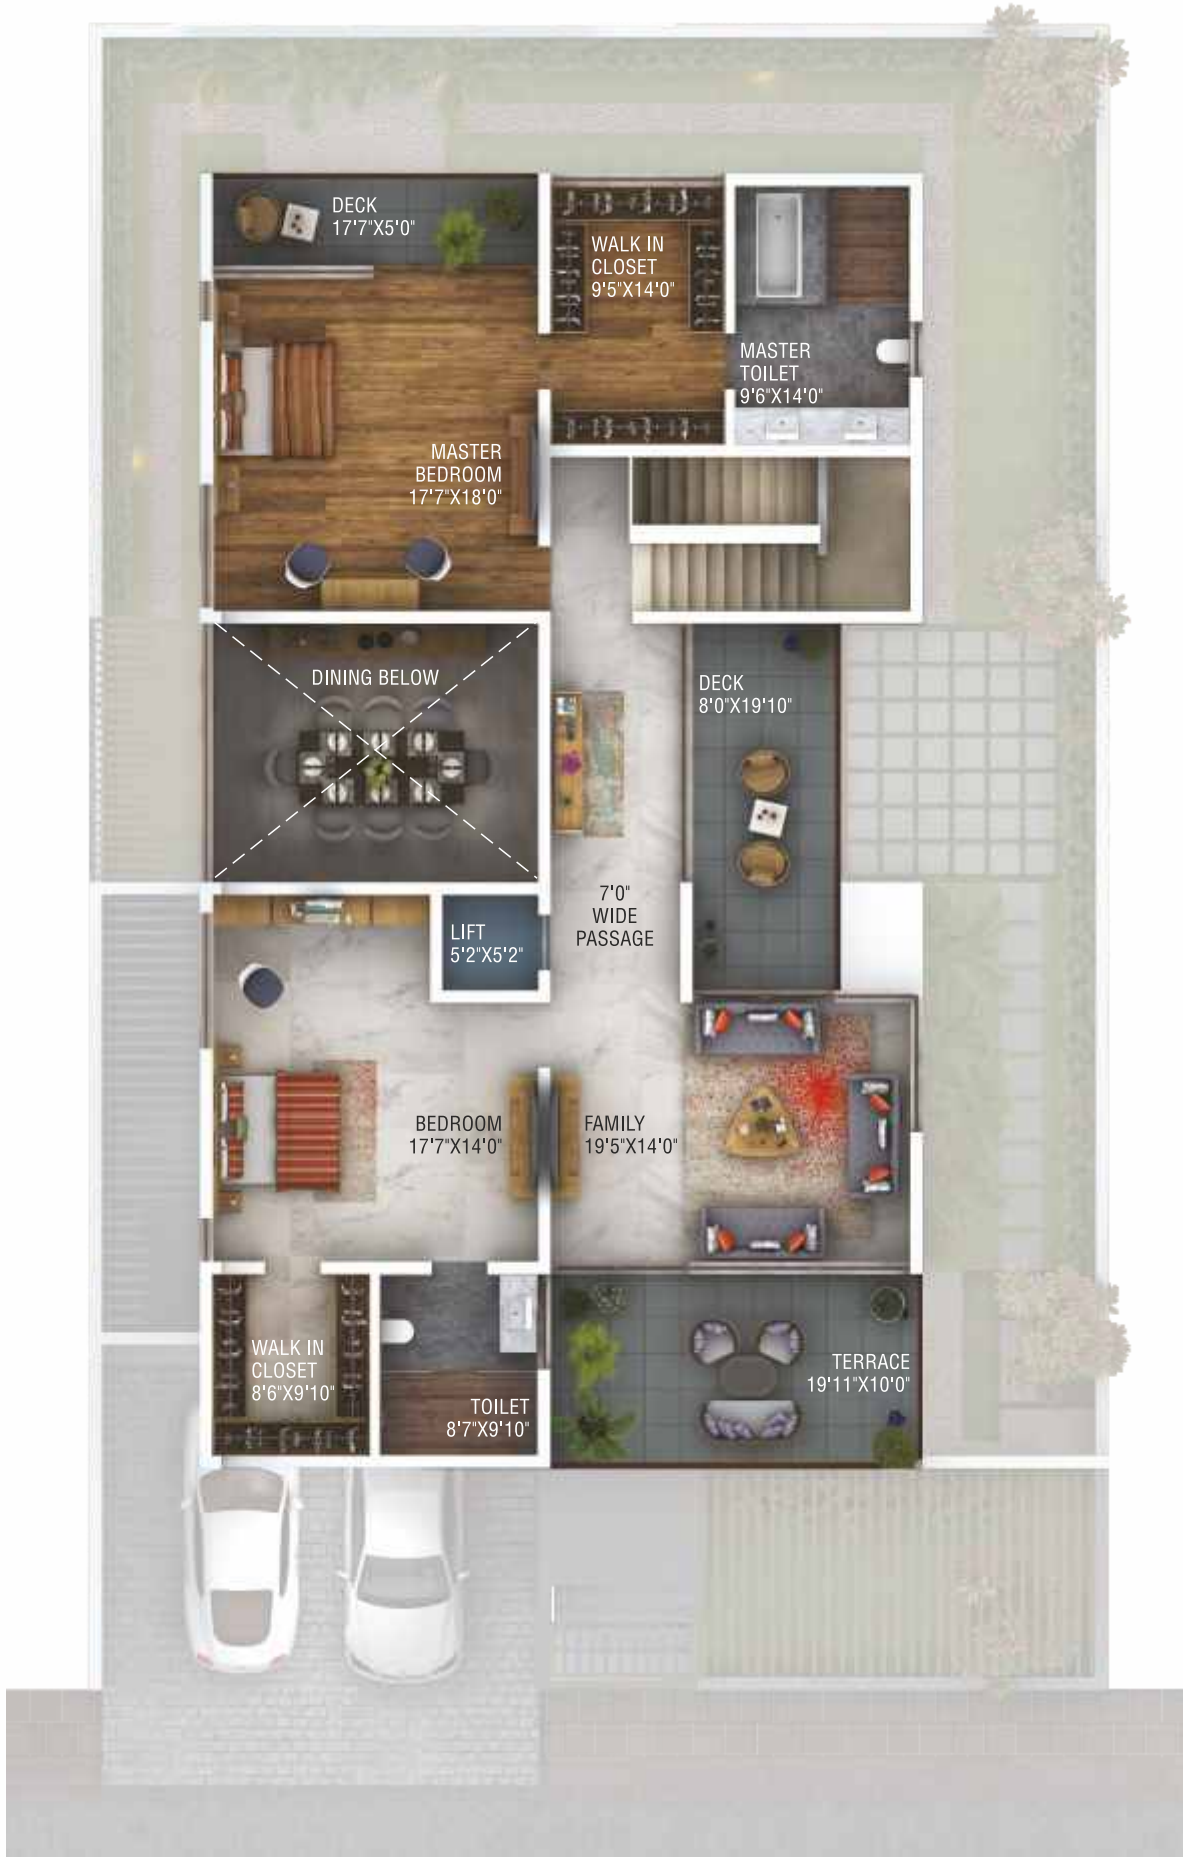 DECK
17'7"X5'0"
WALK IN
CLOSET
9'5"X14'0"
MASTER
TOILET
9'6"X14'0"
MASTER
BEDROOM
17'7"X18'0"
DINING BELOW
DECK
8'0"X19'10"
7'0"
WIDE
PASSAGE
LIFT
5'2"X5'2"
BEDROOM
17'7"X14'0"
FAMILY
19'5"X14'0"
WALK IN
CLOSET
8'6"X9'10"
TOILET
8'7"X9'10"
TERRACE
19'11"X10'0"